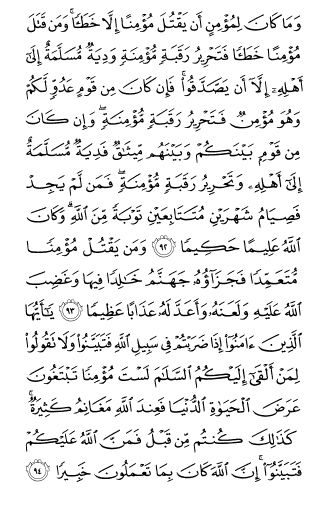 وَمَا كَانَ لِمُؤْمِنٍ أَن يَقْتُلَ مُؤْمِنًا إِلَّا خَطَـًٔا ۚ وَمَن قَتَلَ
مُؤْمِنًا خَطَـًٔا فَتَحْرِيرُ رَقَبَةٍ مُّؤْمِنَةٍ وَدِيَةٌ مُّسَلَّمَةٌ إِلَىٰٓ
أَهْلِهِۦٓ إِلَّآ أَن يَصَّدَّقُوا۟ ۚ فَإِن كَانَ مِن قَوْمٍ عَدُوٍّ لَّكُمْ
وَهُوَ مُؤْمِنٌ فَتَحْرِيرُ رَقَبَةٍ مُّؤْمِنَةٍ ۖ وَإِن كَانَ
مِن قَوْمٍۭ بَيْنَكُمْ وَبَيْنَهُم مِّيثَـٰقٌ فَدِيَةٌ مُّسَلَّمَةٌ
إِلَىٰٓ أَهْلِهِۦ وَتَحْرِيرُ رَقَبَةٍ مُّؤْمِنَةٍ ۖ فَمَن لَّمْ يَجِدْ
فَصِيَامُ شَهْرَيْنِ مُتَتَابِعَيْنِ تَوْبَةً مِّنَ ٱللَّهِ ۗ وَكَانَ
ٱللَّهُ عَلِيمًا حَكِيمًا ٩٢ وَمَن يَقْتُلْ مُؤْمِنًا
مُّتَعَمِّدًا فَجَزَآؤُهُۥ جَهَنَّمُ خَـٰلِدًا فِيهَا وَغَضِبَ
ٱللَّهُ عَلَيْهِ وَلَعَنَهُۥ وَأَعَدَّ لَهُۥ عَذَابًا عَظِيمًا ٩٣ يَـٰٓأَيُّهَا
ٱلَّذِينَ ءَامَنُوٓا۟ إِذَا ضَرَبْتُمْ فِى سَبِيلِ ٱللَّهِ فَتَبَيَّنُوا۟ وَلَا تَقُولُوا۟
لِمَنْ أَلْقَىٰٓ إِلَيْكُمُ ٱلسَّلَـٰمَ لَسْتَ مُؤْمِنًا تَبْتَغُونَ
عَرَضَ ٱلْحَيَوٰةِ ٱلدُّنْيَا فَعِندَ ٱللَّهِ مَغَانِمُ كَثِيرَةٌ ۚ
كَذَٰلِكَ كُنتُم مِّن قَبْلُ فَمَنَّ ٱللَّهُ عَلَيْكُمْ
فَتَبَيَّنُوٓا۟ ۚ إِنَّ ٱللَّهَ كَانَ بِمَا تَعْمَلُونَ خَبِيرًا ٩٤